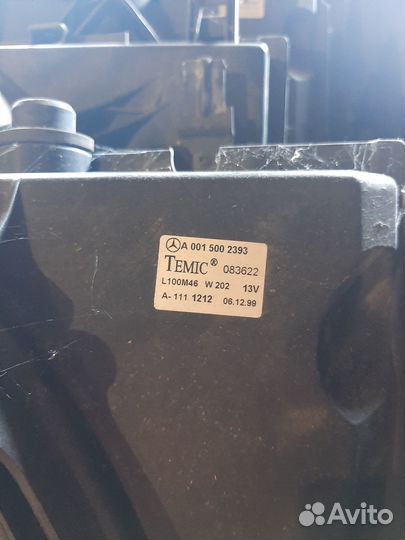 A 001 500 2393
TEMIC® 083622
L100M46 W 202 13V
A- 111 1212 06.12.99
Avito